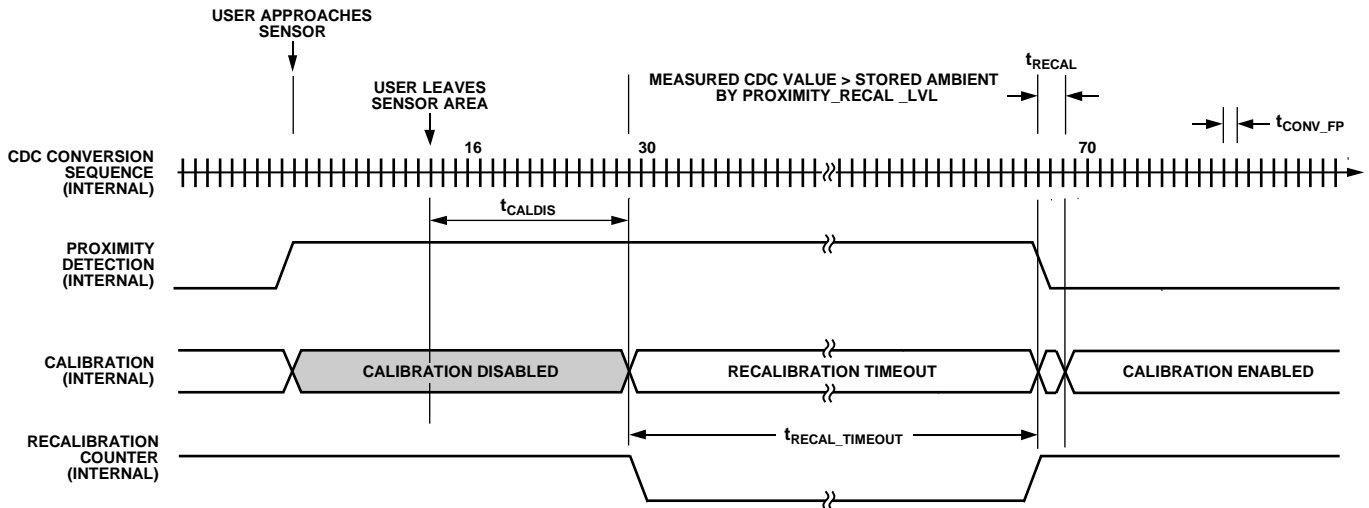 USER APPROACHES
SENSOR
USER LEAVES
SENSOR AREA
MEASURED CDC VALUE > STORED AMBIENT
BY PROXIMITY_RECAL _LVL
tRECAL
tCONV_FP
CDC CONVERSION
SEQUENCE
(INTERNAL)
16
30
70
tCALDIS
PROXIMITY
DETECTION
(INTERNAL)
CALIBRATION
(INTERNAL)
CALIBRATION DISABLED
RECALIBRATION TIMEOUT
CALIBRATION ENABLED
RECALIBRATION
COUNTER
(INTERNAL)
tRECAL_TIMEOUT